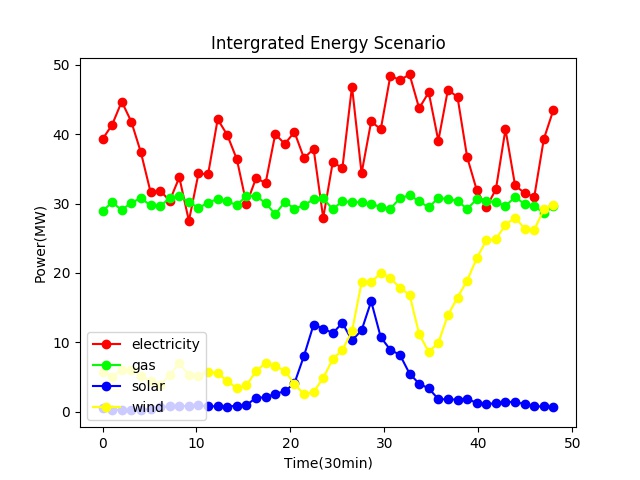 Intergrated Energy Scenario
Power(MW)
50
40
30
20
10
0
electricity
gas
solar
wind
0 10 20 30 40 50
Time(30min)